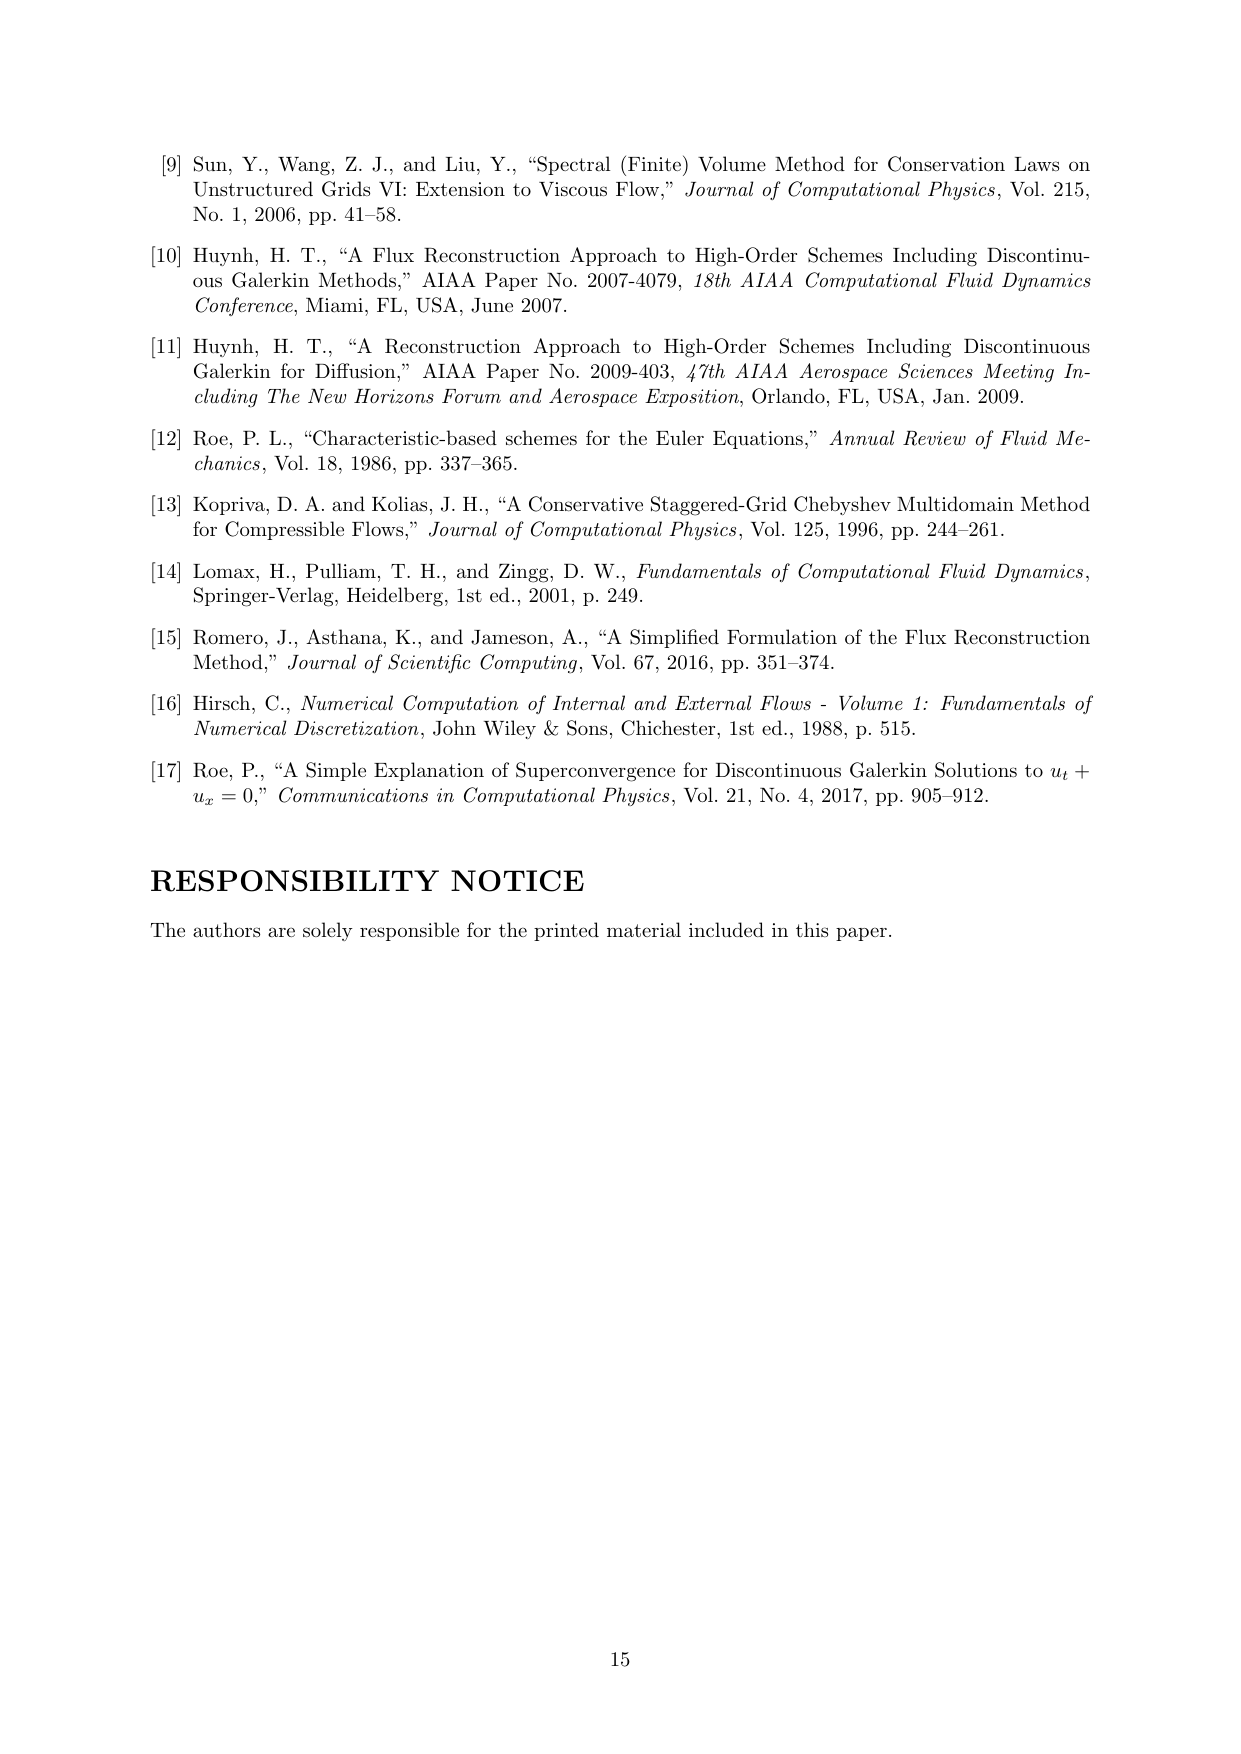 [9] Sun, Y., Wang, Z. J., and Liu, Y., “Spectral (Finite) Volume Method for Conservation Laws on
Unstructured Grids VI: Extension to Viscous Flow,” Journal of Computational Physics, Vol. 215,
No. 1, 2006, pp. 41–58.
[10] Huynh, H. T., “A Flux Reconstruction Approach to High-Order Schemes Including Discontinu-
ous Galerkin Methods,” AIAA Paper No. 2007-4079, 18th AIAA Computational Fluid Dynamics
Conference, Miami, FL, USA, June 2007.
[11] Huynh, H. T., “A Reconstruction Approach to High-Order Schemes Including Discontinuous
Galerkin for Diffusion,” AIAA Paper No. 2009-403, 47th AIAA Aerospace Sciences Meeting In-
cluding The New Horizons Forum and Aerospace Exposition, Orlando, FL, USA, Jan. 2009.
[12] Roe, P. L., “Characteristic-based schemes for the Euler Equations,” Annual Review of Fluid Me-
chanics, Vol. 18, 1986, pp. 337–365.
[13] Kopriva, D. A. and Kolias, J. H., “A Conservative Staggered-Grid Chebyshev Multidomain Method
for Compressible Flows,” Journal of Computational Physics, Vol. 125, 1996, pp. 244–261.
[14] Lomax, H., Pulliam, T. H., and Zingg, D. W., Fundamentals of Computational Fluid Dynamics,
Springer-Verlag, Heidelberg, 1st ed., 2001, p. 249.
[15] Romero, J., Asthana, K., and Jameson, A., “A Simplified Formulation of the Flux Reconstruction
Method,” Journal of Scientific Computing, Vol. 67, 2016, pp. 351–374.
[16] Hirsch, C., Numerical Computation of Internal and External Flows - Volume 1: Fundamentals of
Numerical Discretization, John Wiley & Sons, Chichester, 1st ed., 1988, p. 515.
[17] Roe, P., “A Simple Explanation of Superconvergence for Discontinuous Galerkin Solutions to u_t +
u_x = 0,” Communications in Computational Physics, Vol. 21, No. 4, 2017, pp. 905–912.
RESPONSIBILITY NOTICE
The authors are solely responsible for the printed material included in this paper.
15